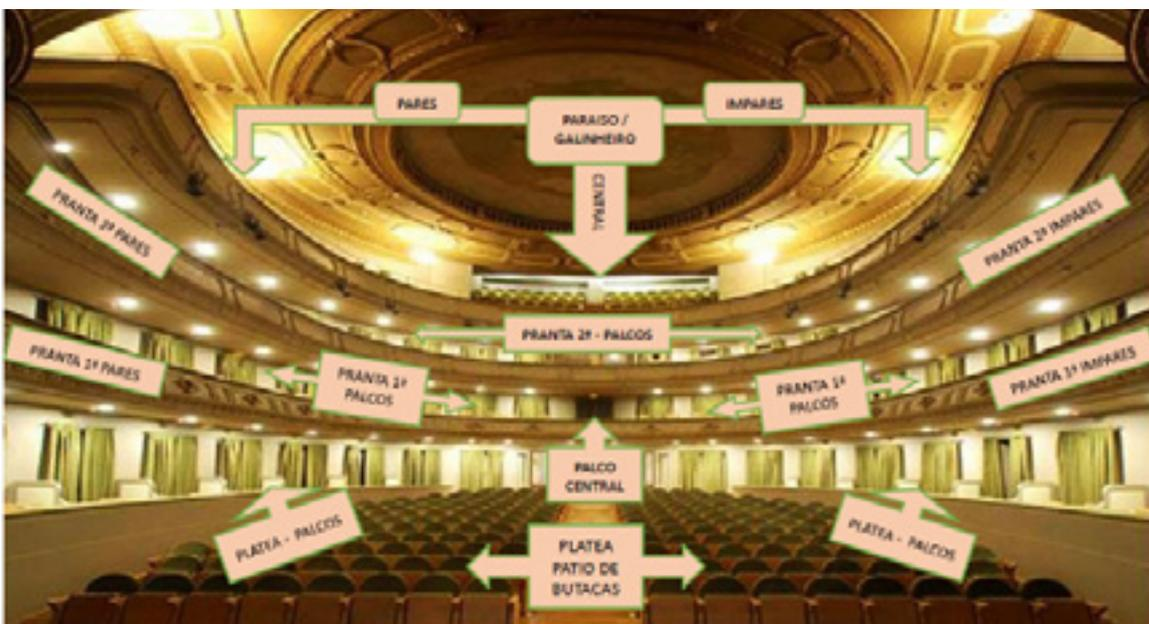 PARES
IMPARES
PARAISO /
GALINHEIRO
CENTRAL
PRANTA 2ª PARES
PRANTA 2ª IMPARES
PRANTA 2ª - PALCOS
PRANTA 1ª PARES
PRANTA 1ª
PALCOS
PRANTA 1ª
PALCOS
PRANTA 1ª IMPARES
PALCO
CENTRAL
PLATEA - PALCOS
PLATEA - PALCOS
PLATEA
PATIO DE
BUTACAS